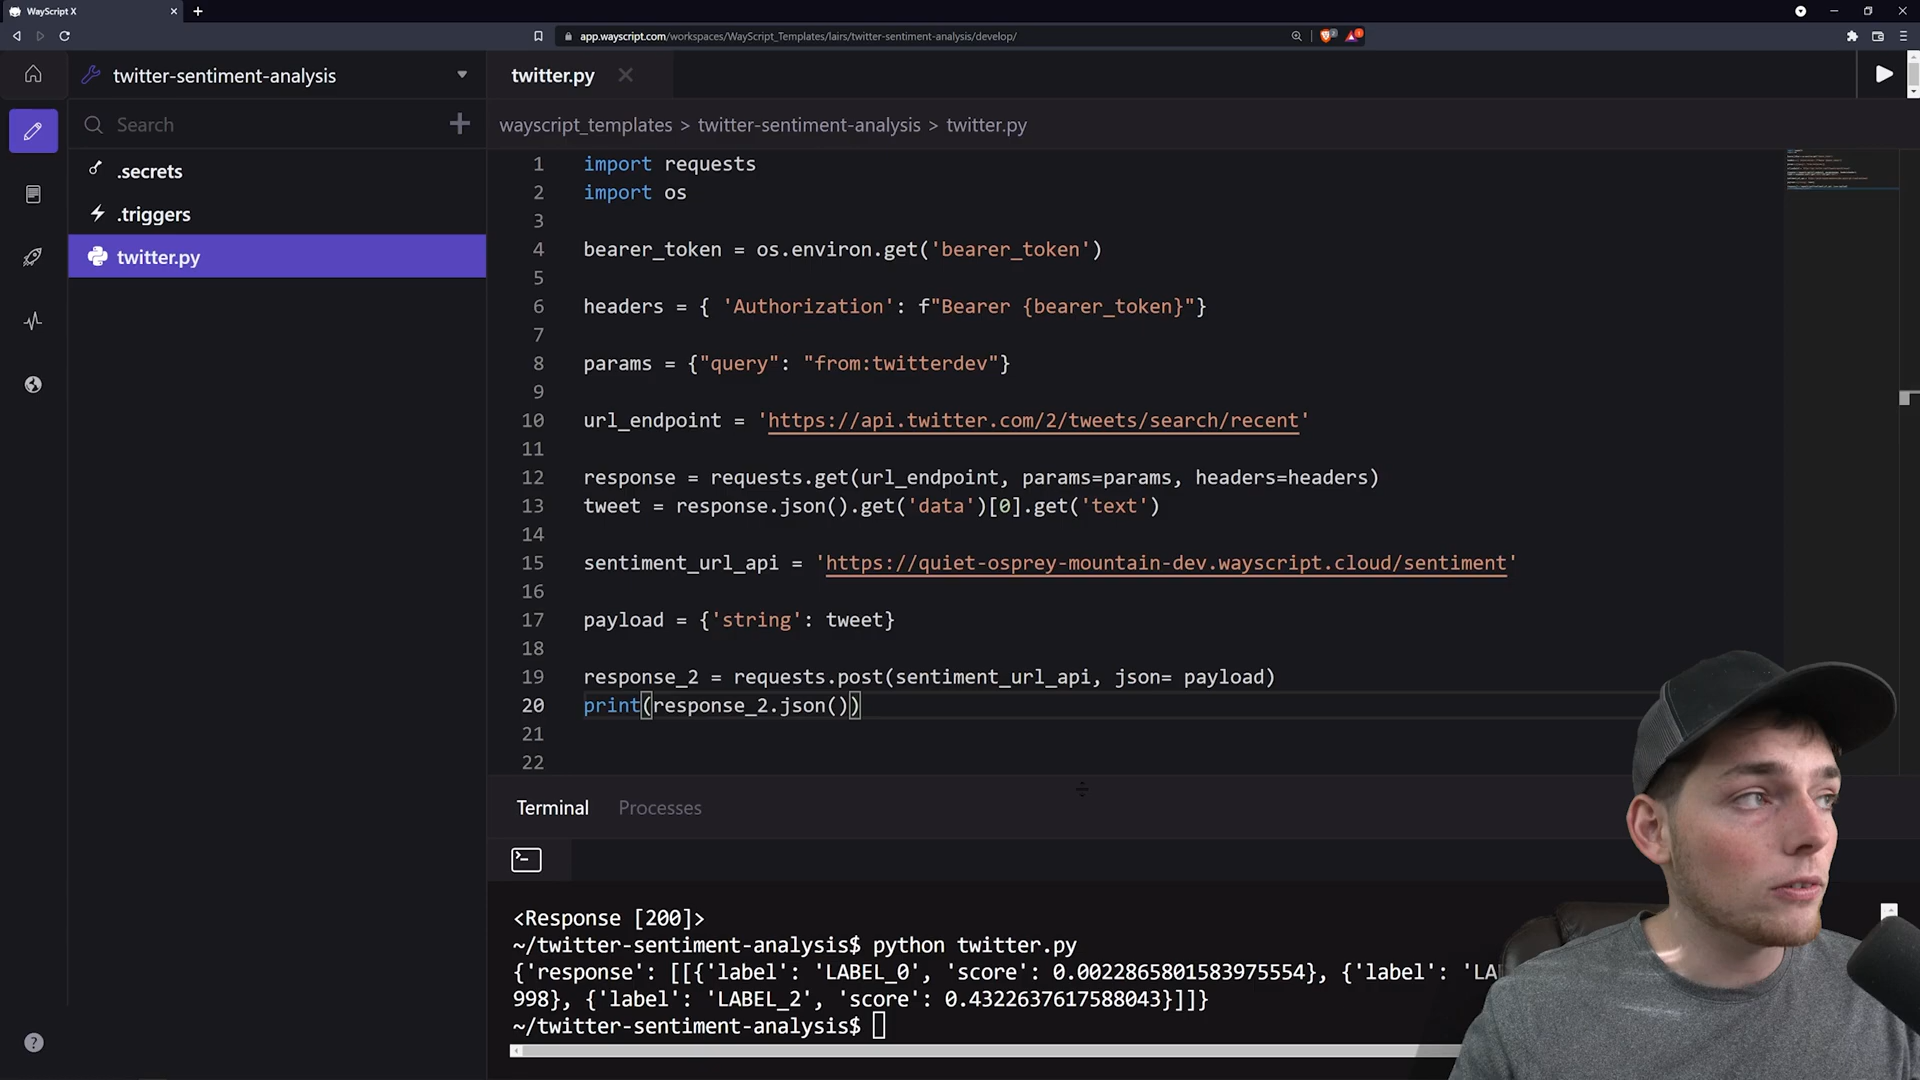 WayScript X
app.wayscript.com/workspaces/WayScript_Templates/lairs/twitter-sentiment-analysis/develop/
twitter-sentiment-analysis
twitter.py
Search
wayscript_templates > twitter-sentiment-analysis > twitter.py
.secrets
.triggers
twitter.py
1 import requests
2 import os
3
4 bearer_token = os.environ.get('bearer_token')
5
6 headers = { 'Authorization': f"Bearer {bearer_token}"}
7
8 params = {"query": "from:twitterdev"}
9
10 url_endpoint = 'https://api.twitter.com/2/tweets/search/recent'
11
12 response = requests.get(url_endpoint, params=params, headers=headers)
13 tweet = response.json().get('data')[0].get('text')
14
15 sentiment_url_api = 'https://quiet-osprey-mountain-dev.wayscript.cloud/sentiment'
16
17 payload = {'string': tweet}
18
19 response_2 = requests.post(sentiment_url_api, json= payload)
20 print(response_2.json())
21
22
Terminal Processes
<Response [200]>
~/twitter-sentiment-analysis$ python twitter.py
{'response': [[{'label': 'LABEL_0', 'score': 0.0022865801583975554}, {'label': 'LA
998}, {'label': 'LABEL_2', 'score': 0.4322637617588043}]]}
~/twitter-sentiment-analysis$